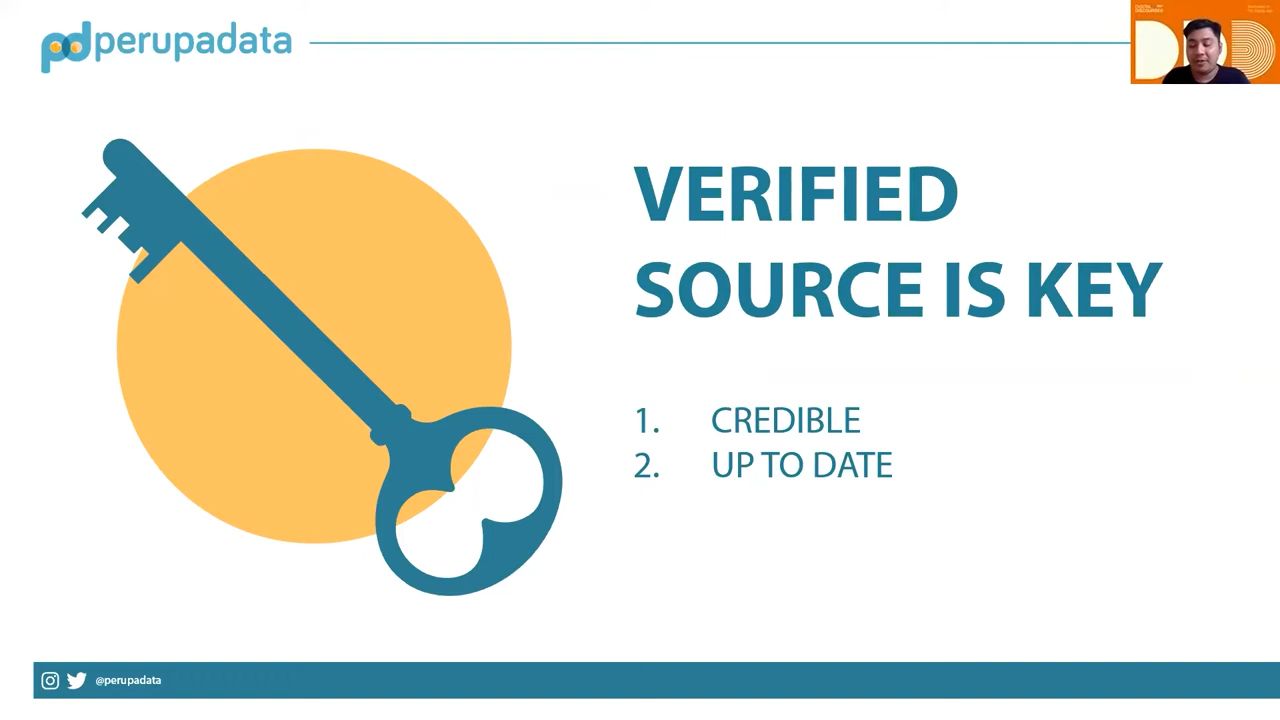 perupadata
VERIFIED
SOURCE IS KEY
1. CREDIBLE
2. UP TO DATE
@perupadata